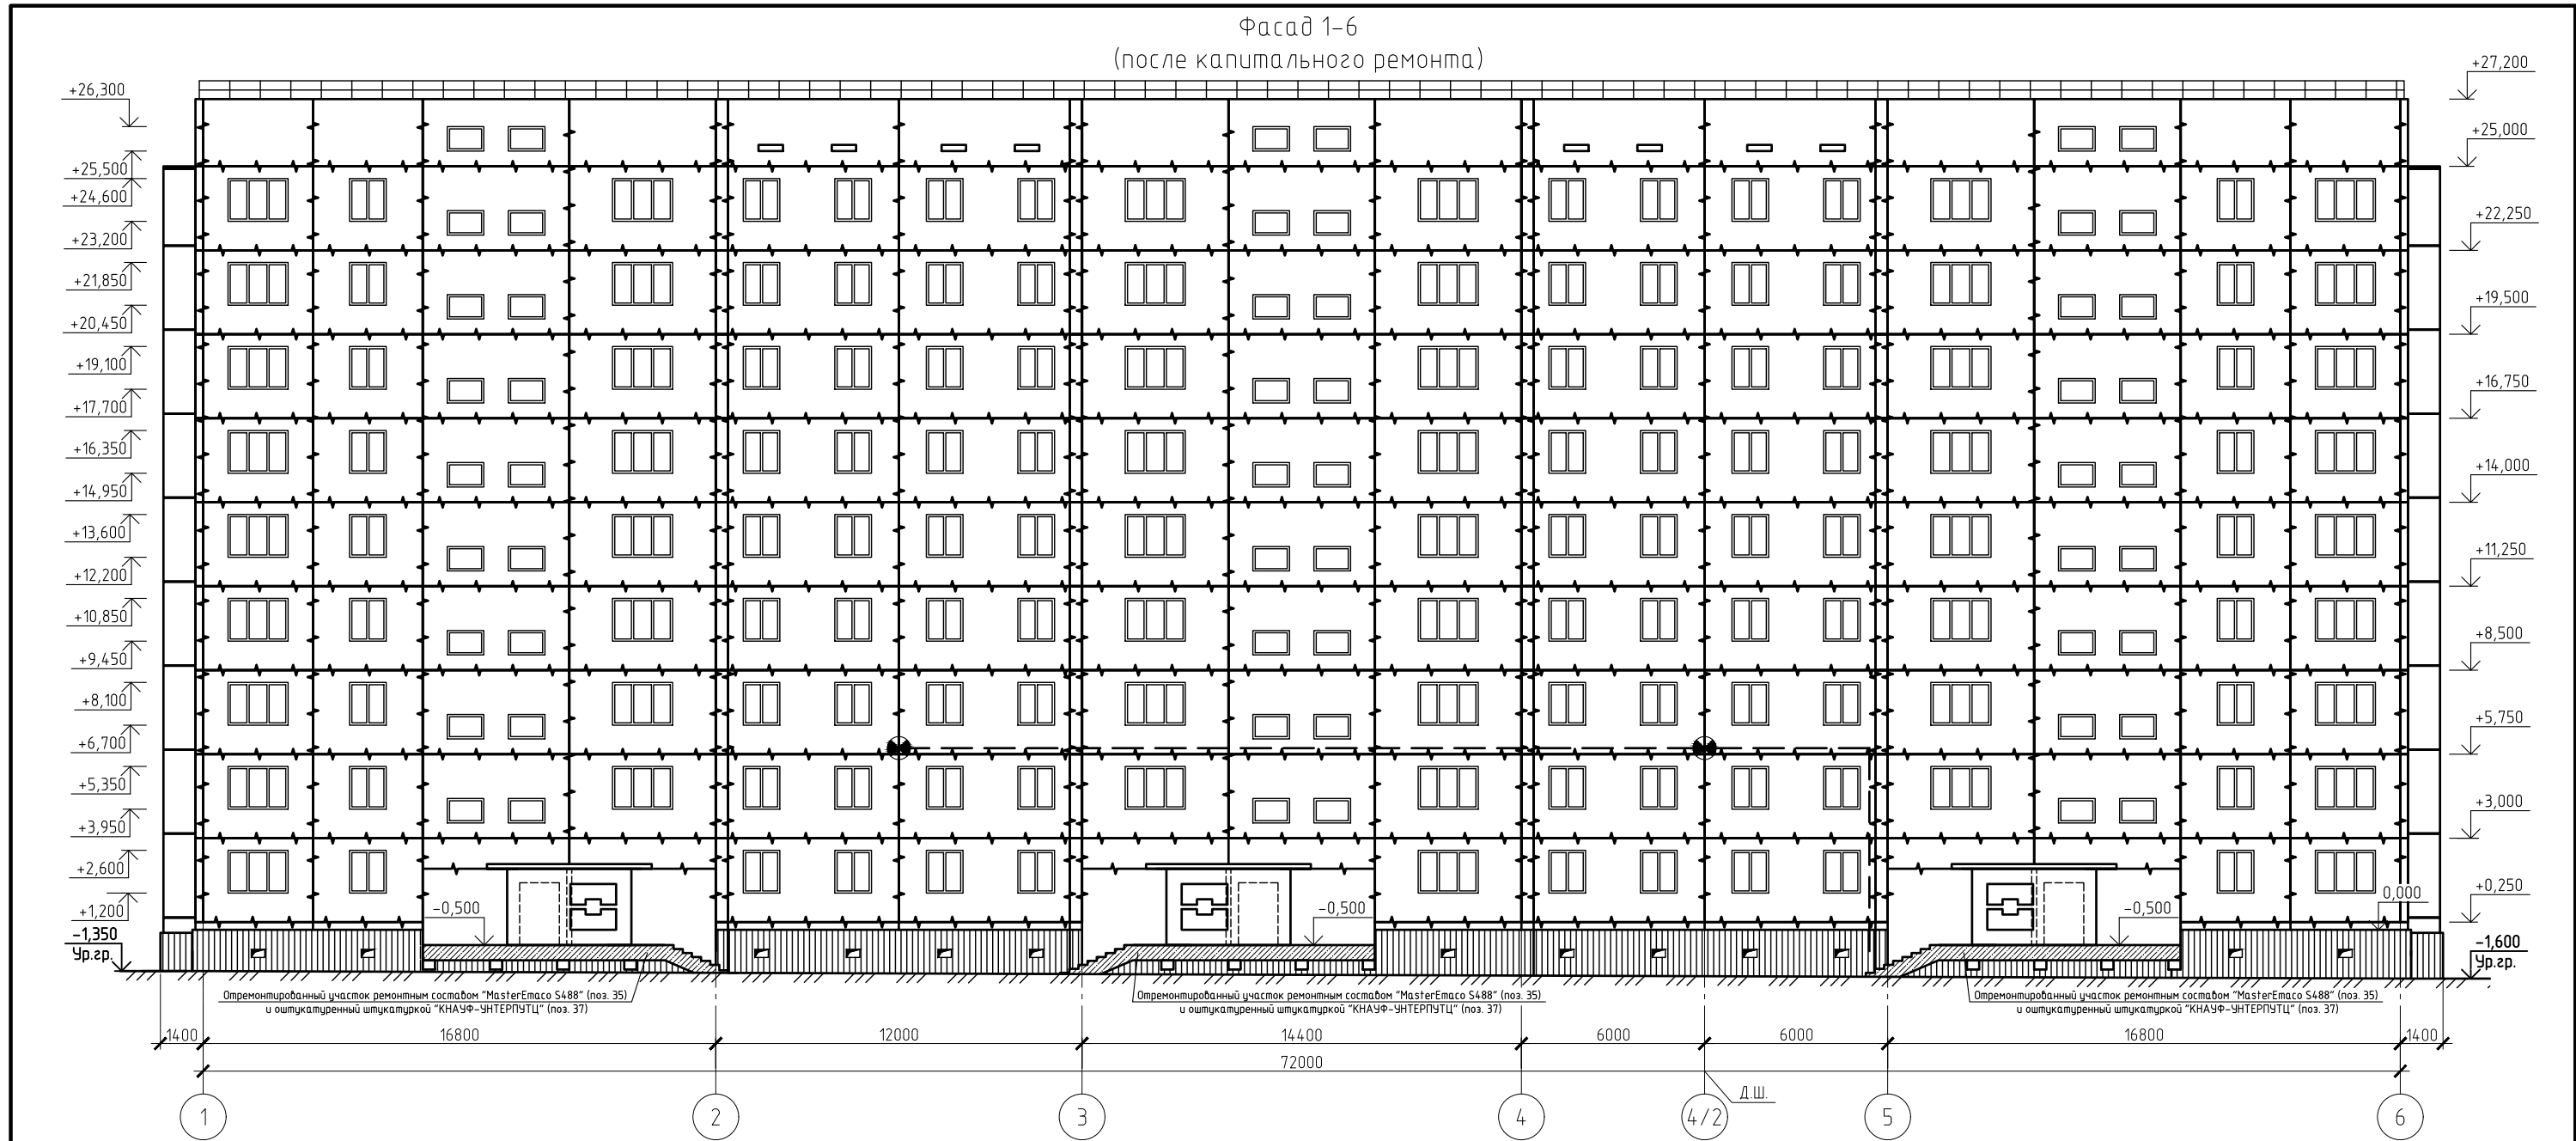 Фасад 1-6
(после капитального ремонта)
+26,300
+25,500
+24,600
+23,200
+21,850
+20,450
+19,100
+17,700
+16,350
+14,950
+13,600
+12,200
+10,850
+9,450
+8,100
+6,700
+5,350
+3,950
+2,600
+1,200
-1,350
Ур.гр.
+27,200
+25,000
+22,250
+19,500
+16,750
+14,000
+11,250
+8,500
+5,750
+3,000
+0,250
0,000
-1,600
Ур.гр.
-0,500
-0,500
-0,500
Отремонтированный участок ремонтным составом "MasterEmaco S488" (поз. 35)
и оштукатуренный штукатуркой "КНАУФ-УНТЕРПУТЦ" (поз. 37)
Отремонтированный участок ремонтным составом "MasterEmaco S488" (поз. 35)
и оштукатуренный штукатуркой "КНАУФ-УНТЕРПУТЦ" (поз. 37)
Отремонтированный участок ремонтным составом "MasterEmaco S488" (поз. 35)
и оштукатуренный штукатуркой "КНАУФ-УНТЕРПУТЦ" (поз. 37)
1400 16800 12000 14400 6000 6000 16800 1400
72000
Д.Ш.
1 2 3 4 4/2 5 6